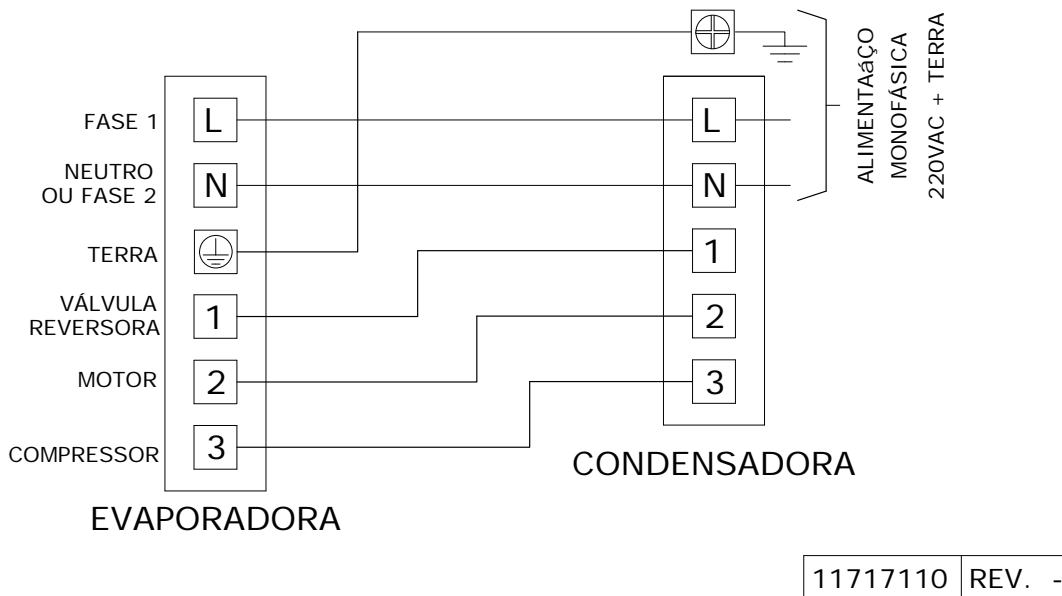 FASE 1
L
NEUTRO
OU FASE 2
N
TERRA
VÁLVULA
REVERSORA
1
MOTOR
2
COMPRESSOR
3
EVAPORADORA
L
N
1
2
3
CONDENSADORA
ALIMENTAáÇO
MONOFÁSICA
220VAC + TERRA
11717110
REV. -